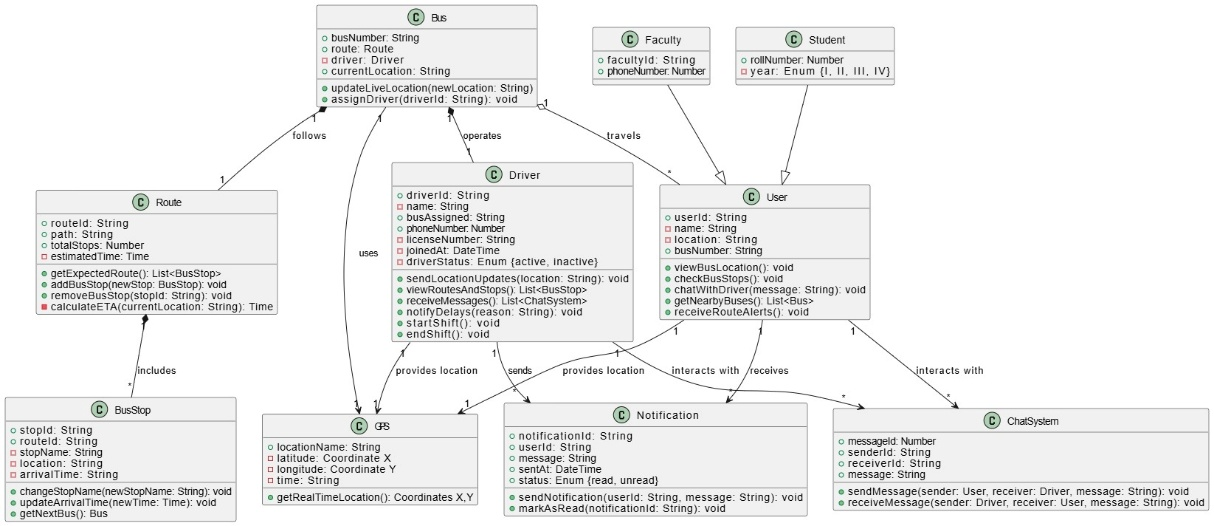 C Bus
busNumber: String
route: Route
driver: Driver
currentLocation: String
updateLiveLocation(newLocation: String)
assignDriver(driverId: String): void
C Faculty
facultyId: String
phoneNumber: Number
C Student
rollNumber: Number
year: Enum {I, II, III, IV}
1
1
1
1
follows
operates
travels
1
1
*
C Driver
driverId: String
name: String
busAssigned: String
phoneNumber: Number
licenseNumber: String
joinedAt: DateTime
driverStatus: Enum {active, inactive}
sendLocationUpdates(location: String): void
viewRoutesAndStops(): List<BusStop>
receiveMessages(): List<ChatSystem>
notifyDelays(reason: String): void
startShift(): void
endShift(): void
C Route
routeId: String
path: String
totalStops: Number
estimatedTime: Time
getExpectedRoute(): List<BusStop>
addBusStop(newStop: BusStop): void
removeBusStop(stopId: String): void
calculateETA(currentLocation: String): Time
C User
userId: String
name: String
location: String
busNumber: String
viewBusLocation(): void
checkBusStops(): void
chatWithDriver(message: String): void
getNearbyBuses(): List<Bus>
receiveRouteAlerts(): void
uses
1
1
1
1
1
1
1
includes
provides location
sends
provides location
interacts with
receives
interacts with
*
1
1
1
*
*
*
*
C BusStop
stopId: String
routeId: String
stopName: String
location: String
arrivalTime: String
changeStopName(newStopName: String): void
updateArrivalTime(newTime: Time): void
getNextBus(): Bus
C GPS
locationName: String
latitude: Coordinate X
longitude: Coordinate Y
time: String
getRealTimeLocation(): Coordinates X,Y
C Notification
notificationId: String
userId: String
message: String
sentAt: DateTime
status: Enum {read, unread}
sendNotification(userId: String, message: String): void
markAsRead(notificationId: String): void
C ChatSystem
messageId: Number
senderId: String
receiverId: String
message: String
sendMessage(sender: User, receiver: Driver, message: String): void
receiveMessage(sender: Driver, receiver: User, message: String): void